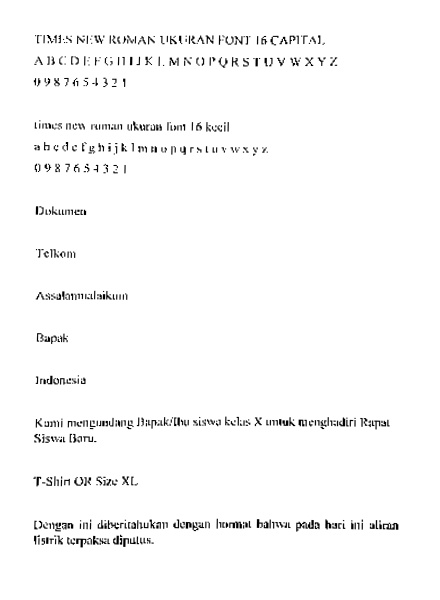 TIMES NEW ROMAN UKURAN FONT 16 CAPITAL
A B C D E F G H I J K L M N O P Q R S T U V W X Y Z
0 9 8 7 6 5 4 3 2 1
times new roman ukuran font 16 kecil
a b c d e f g h i j k l m n o p q r s t u v w x y z
0 9 8 7 6 5 4 3 2 1
Dokumen
Telkom
Assalammalaikum
Bapak
Indonesia
Kami mengundang Bapak/Ibu siswa kelas X untuk menghadiri Rapat
Siswa Baru.
T-Shirt OR Size XL
Dengan ini diberitahukan dengan hormat bahwa pada hari ini aliran
listrik terpaksa diputus.